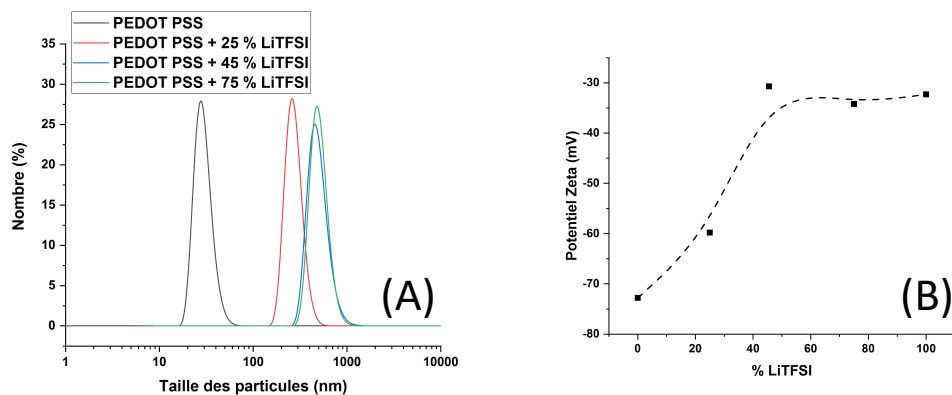 PEDOT PSS
PEDOT PSS + 25 % LiTFSI
PEDOT PSS + 45 % LiTFSI
PEDOT PSS + 75 % LiTFSI
35
30
25
20
15
10
5
0
Nombre (%)
1
10
100
1000
10000
Taille des particules (nm)
(A)
-30
-40
-50
-60
-70
-80
Potentiel Zeta (mV)
0
20
40
60
80
100
% LiTFSI
(B)